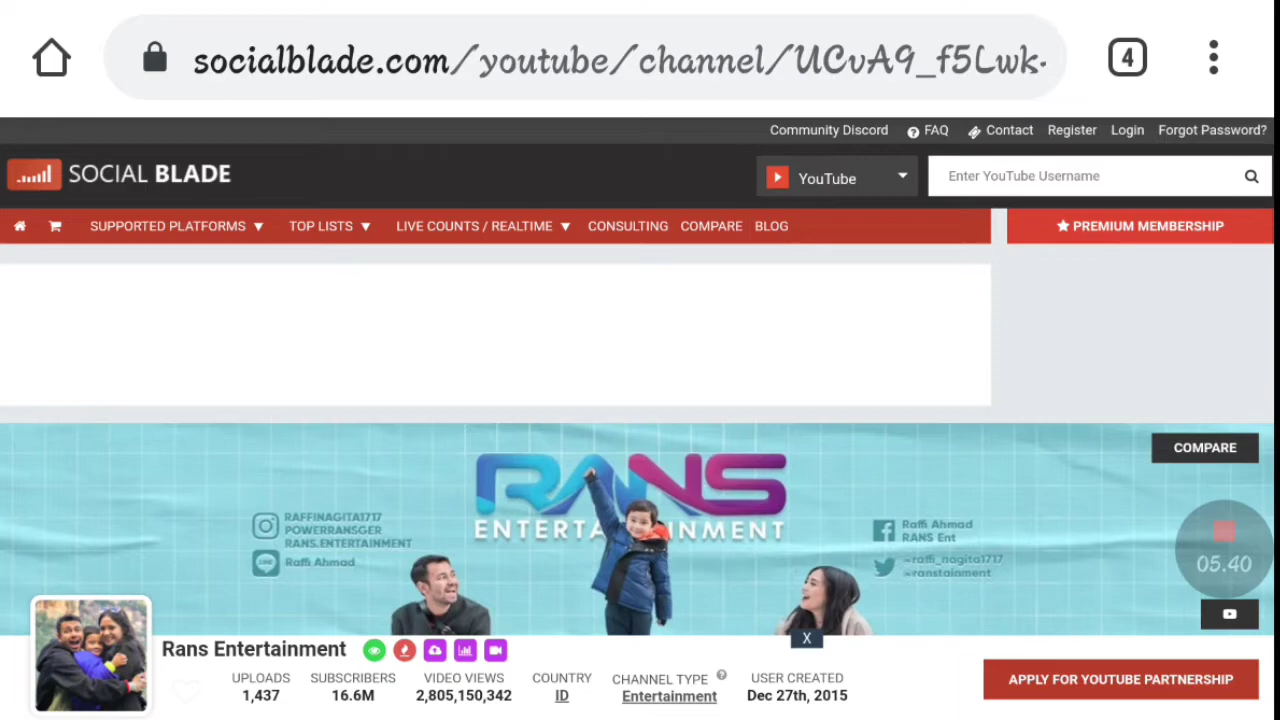 socialblade.com/youtube/channel/UCvA9_f5Lwk-
4
Community Discord FAQ Contact Register Login Forgot Password?
SOCIAL BLADE
YouTube
Enter YouTube Username
SUPPORTED PLATFORMS ▼ TOP LISTS ▼ LIVE COUNTS / REALTIME ▼ CONSULTING COMPARE BLOG
PREMIUM MEMBERSHIP
COMPARE
RANS
ENTERTAINMENT
RAFFINAGITA1717
POWERRANSGER
RANS.ENTERTAINMENT
Raffi Ahmad
Raffi Ahmad
RANS Ent
@raffi_nagita1717
@ranstainment
05.40
X
Rans Entertainment
UPLOADS
1,437
SUBSCRIBERS
16.6M
VIDEO VIEWS
2,805,150,342
COUNTRY
ID
CHANNEL TYPE
Entertainment
USER CREATED
Dec 27th, 2015
APPLY FOR YOUTUBE PARTNERSHIP